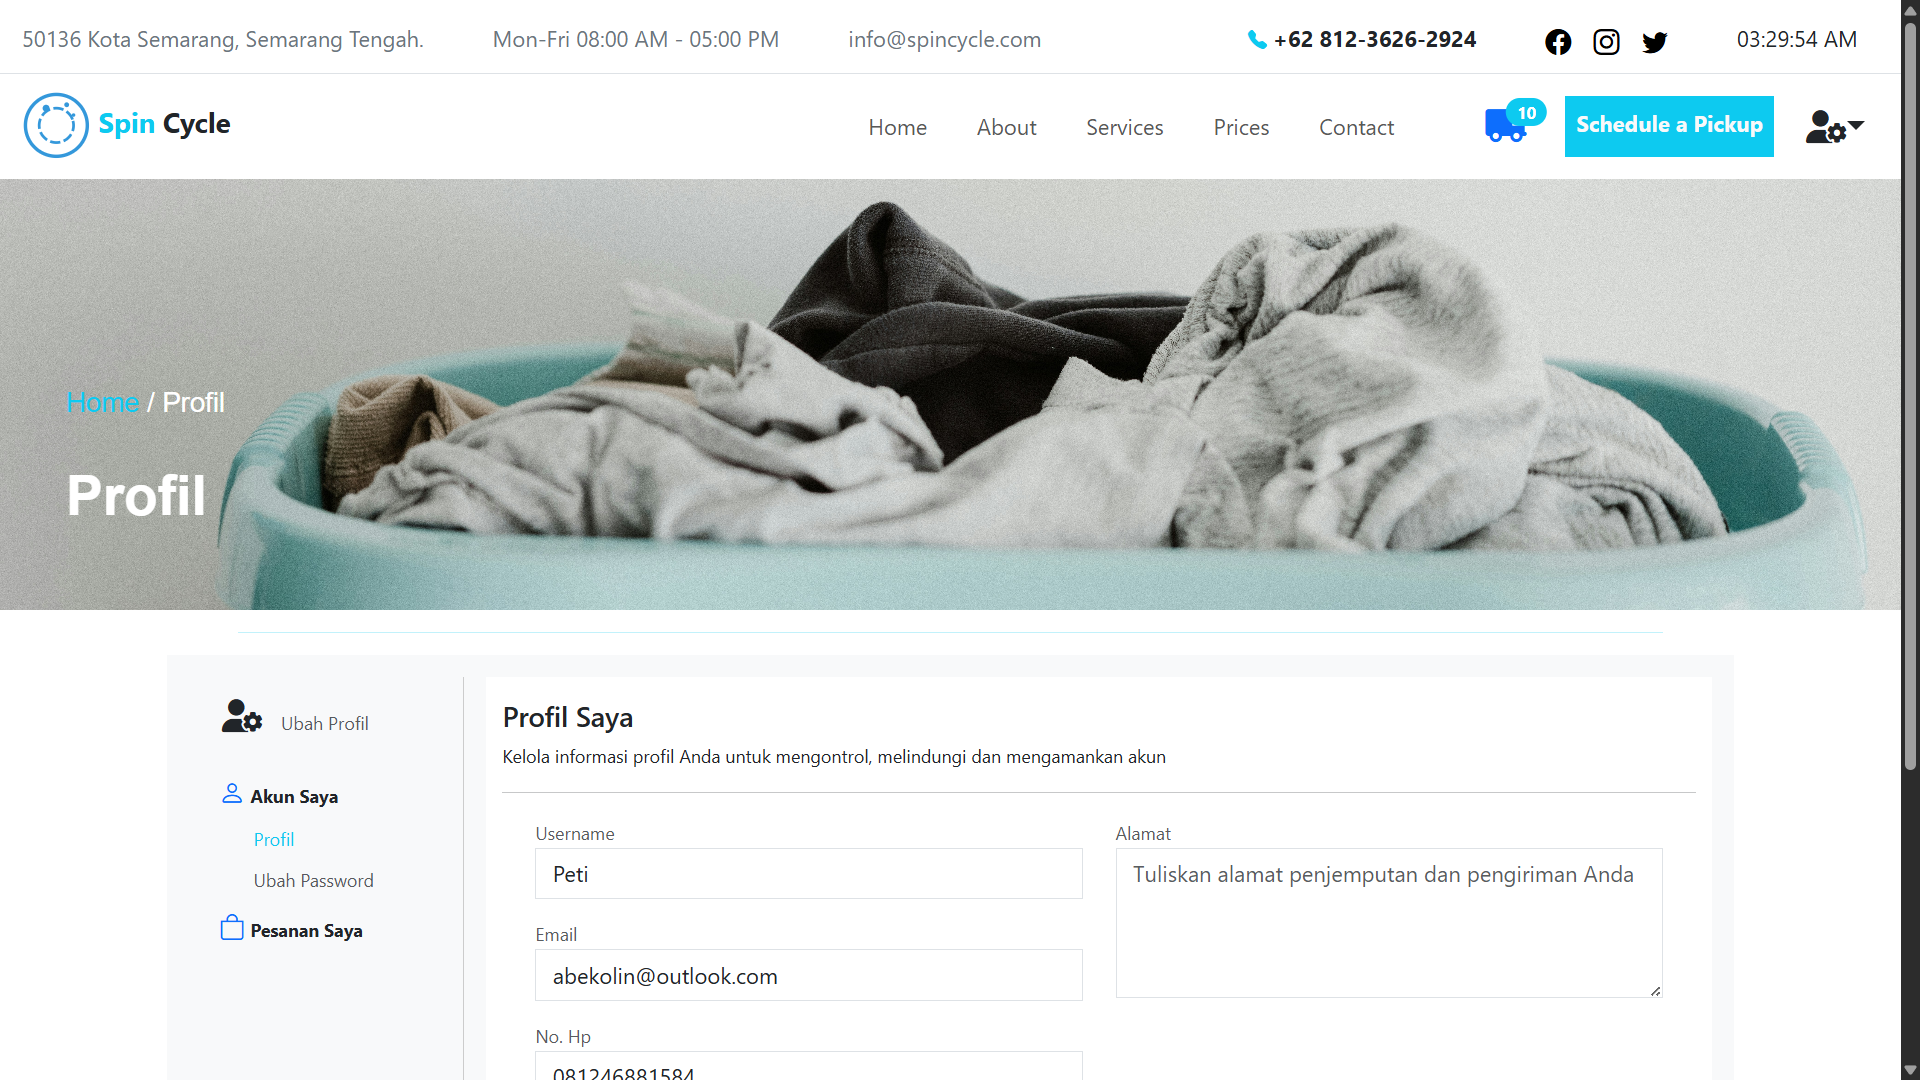 50136 Kota Semarang, Semarang Tengah.
Mon-Fri 08:00 AM - 05:00 PM
info@spincycle.com
+62 812-3626-2924
03:29:54 AM
Spin Cycle
Home
About
Services
Prices
Contact
10
Schedule a Pickup
Home / Profil
Profil
Ubah Profil
Akun Saya
Profil
Ubah Password
Pesanan Saya
Profil Saya
Kelola informasi profil Anda untuk mengontrol, melindungi dan mengamankan akun
Username
Peti
Email
abekolin@outlook.com
No. Hp
081246881584
Alamat
Tuliskan alamat penjemputan dan pengiriman Anda